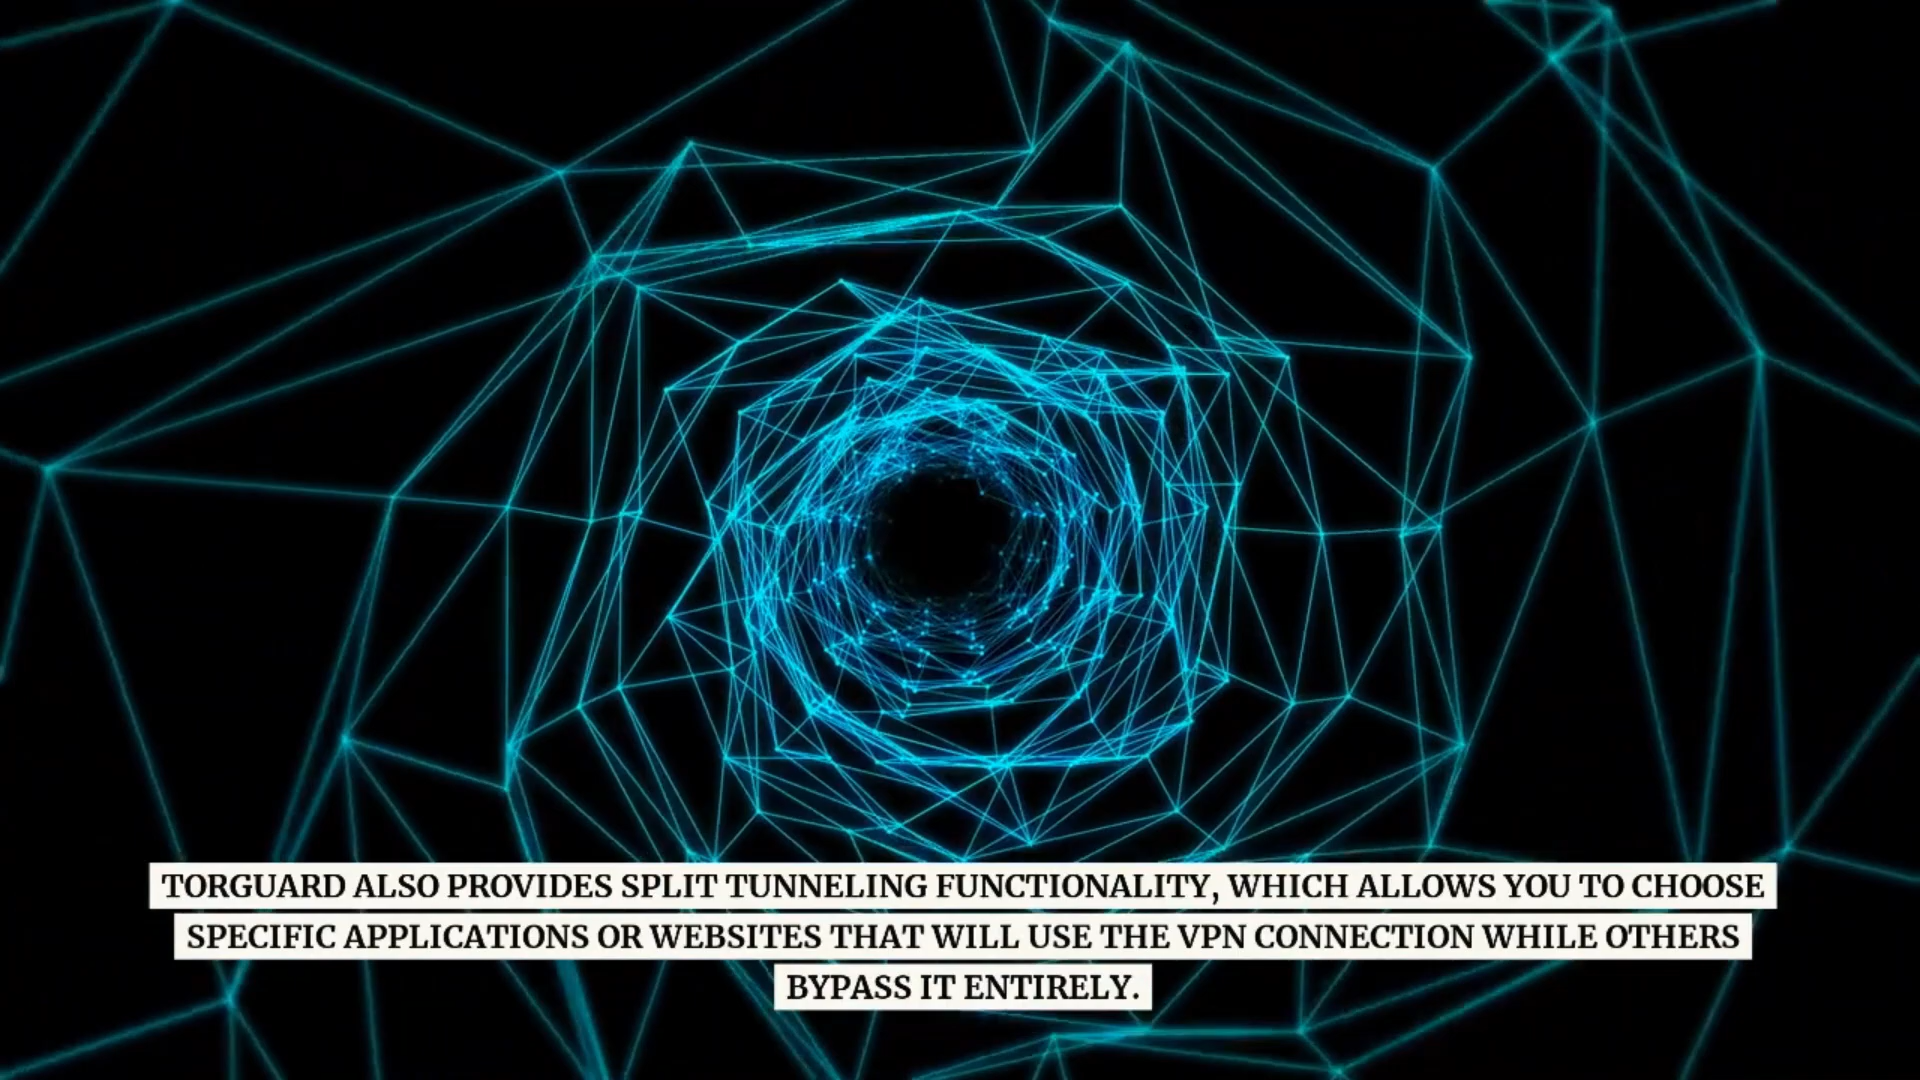 TORGUARD ALSO PROVIDES SPLIT TUNNELING FUNCTIONALITY, WHICH ALLOWS YOU TO CHOOSE
SPECIFIC APPLICATIONS OR WEBSITES THAT WILL USE THE VPN CONNECTION WHILE OTHERS
BYPASS IT ENTIRELY.